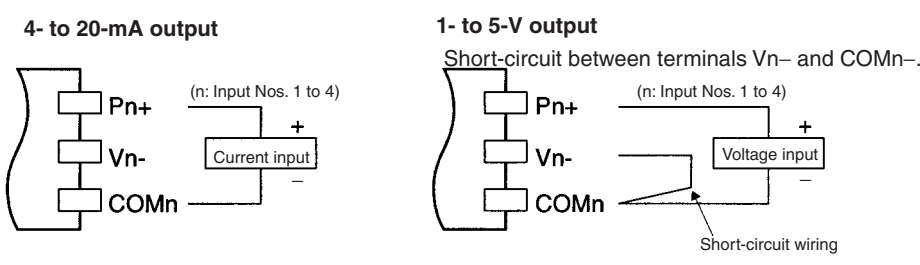 4- to 20-mA output
(n: Input Nos. 1 to 4)
Pn+
+
Vn-
Current input
–
COMn
1- to 5-V output
Short-circuit between terminals Vn– and COMn–.
(n: Input Nos. 1 to 4)
Pn+
+
Vn-
Voltage input
–
COMn
Short-circuit wiring